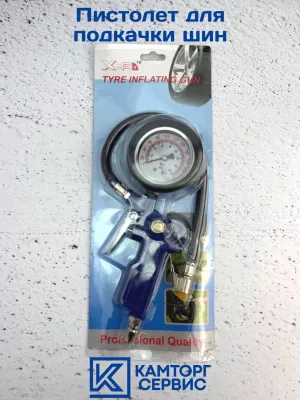 Пистолет для
подкачки шин
TYRE INFLATING GUN
Professional Quality
КАМТОРГ
СЕРВИС